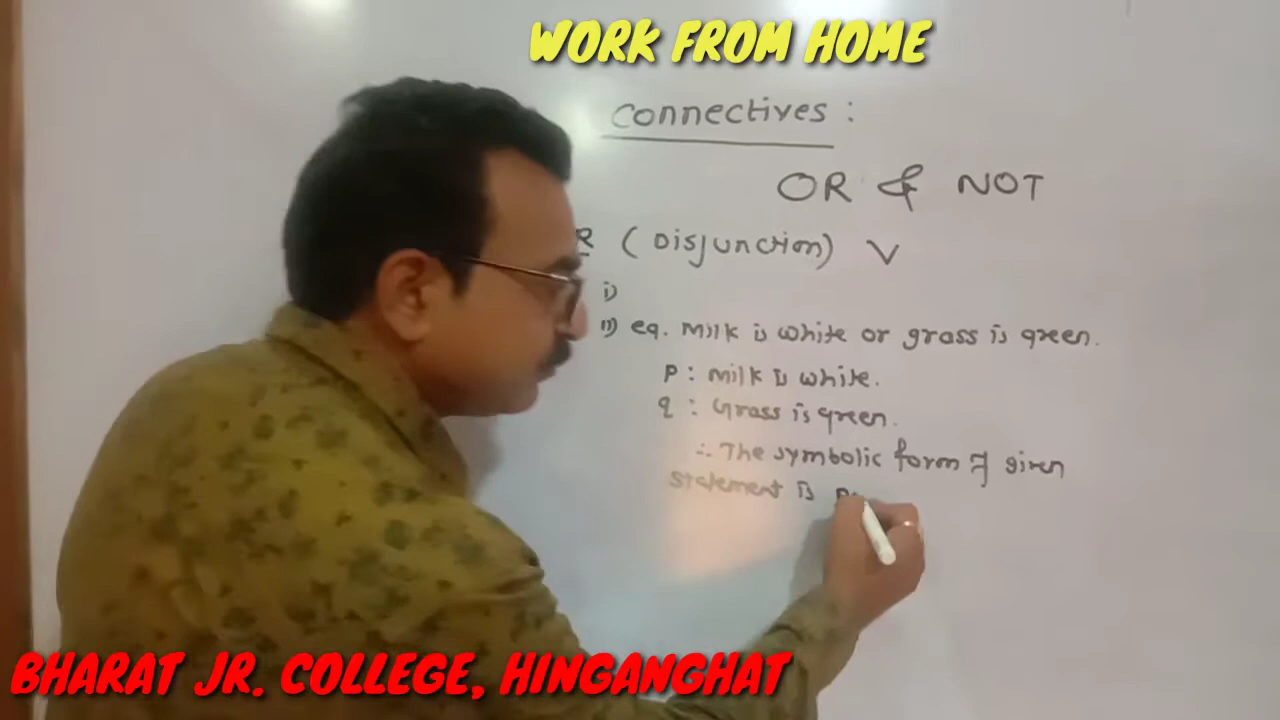 WORK FROM HOME
Connectives :
OR & NOT
R (Disjunction) V
i)
ii) eg. Milk is white or grass is green.
p : Milk is white.
q : Grass is green.
∴ The symbolic form of given
statement is p
BHARAT JR. COLLEGE, HINGANGHAT